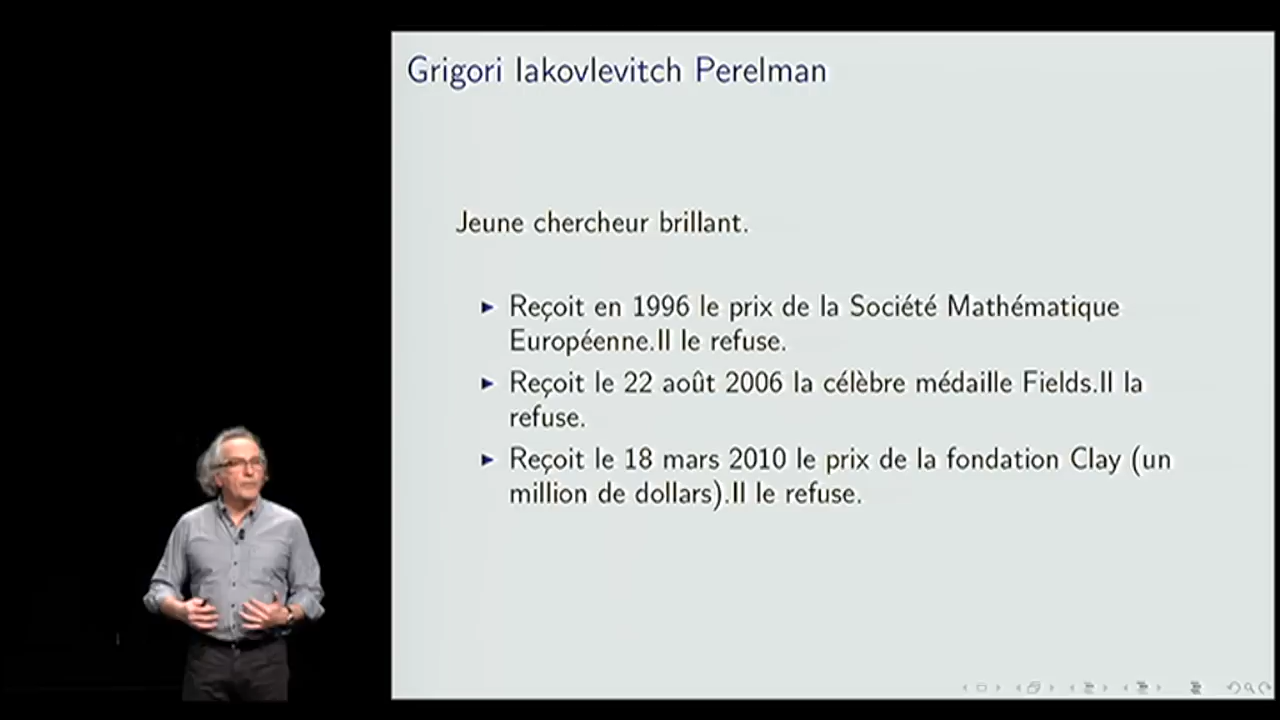 Grigori Iakovlevitch Perelman
Jeune chercheur brillant.
Reçoit en 1996 le prix de la Société Mathématique
Européenne.Il le refuse.
Reçoit le 22 août 2006 la célèbre médaille Fields.Il la
refuse.
Reçoit le 18 mars 2010 le prix de la fondation Clay (un
million de dollars).Il le refuse.